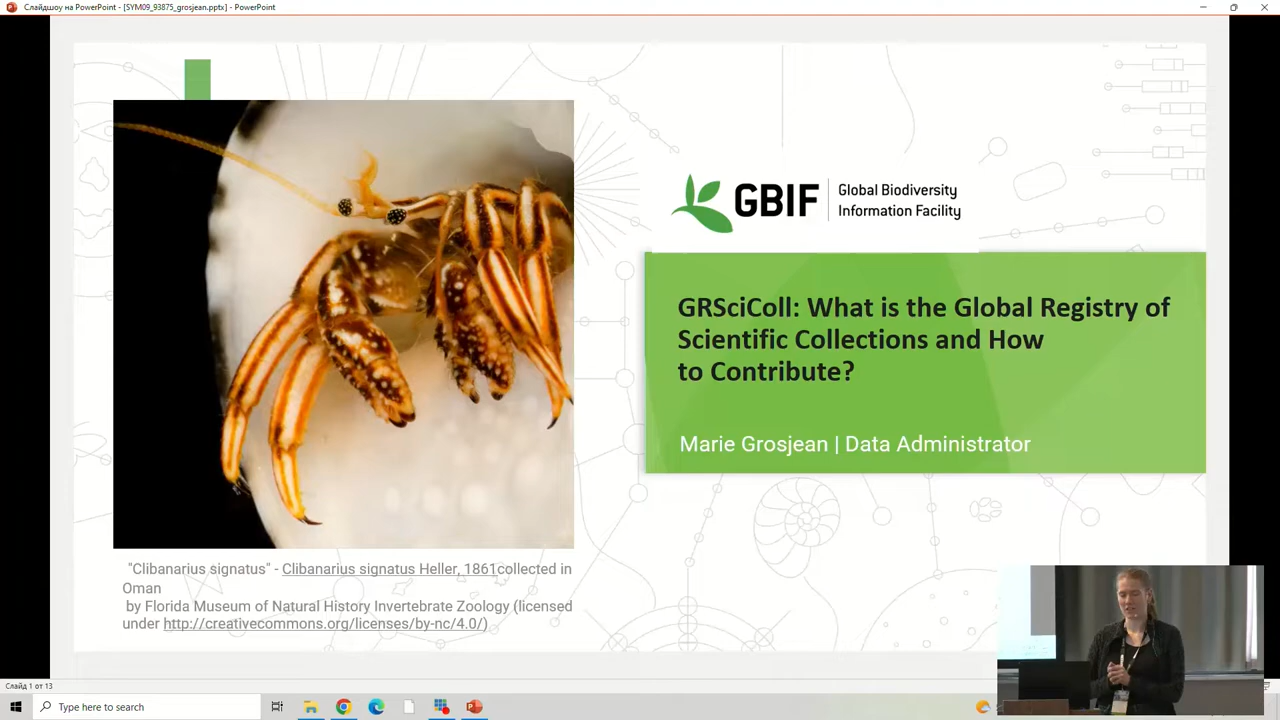 Слайдшоу на PowerPoint - [SYM09_93875_grosjean.pptx] - PowerPoint
GBIF
Global Biodiversity
Information Facility
GRSciColl: What is the Global Registry of
Scientific Collections and How
to Contribute?
Marie Grosjean | Data Administrator
"Clibanarius signatus" - Clibanarius signatus Heller, 1861collected in
Oman
by Florida Museum of Natural History Invertebrate Zoology (licensed
under http://creativecommons.org/licenses/by-nc/4.0/)
Слайд 1 от 13
Type here to search